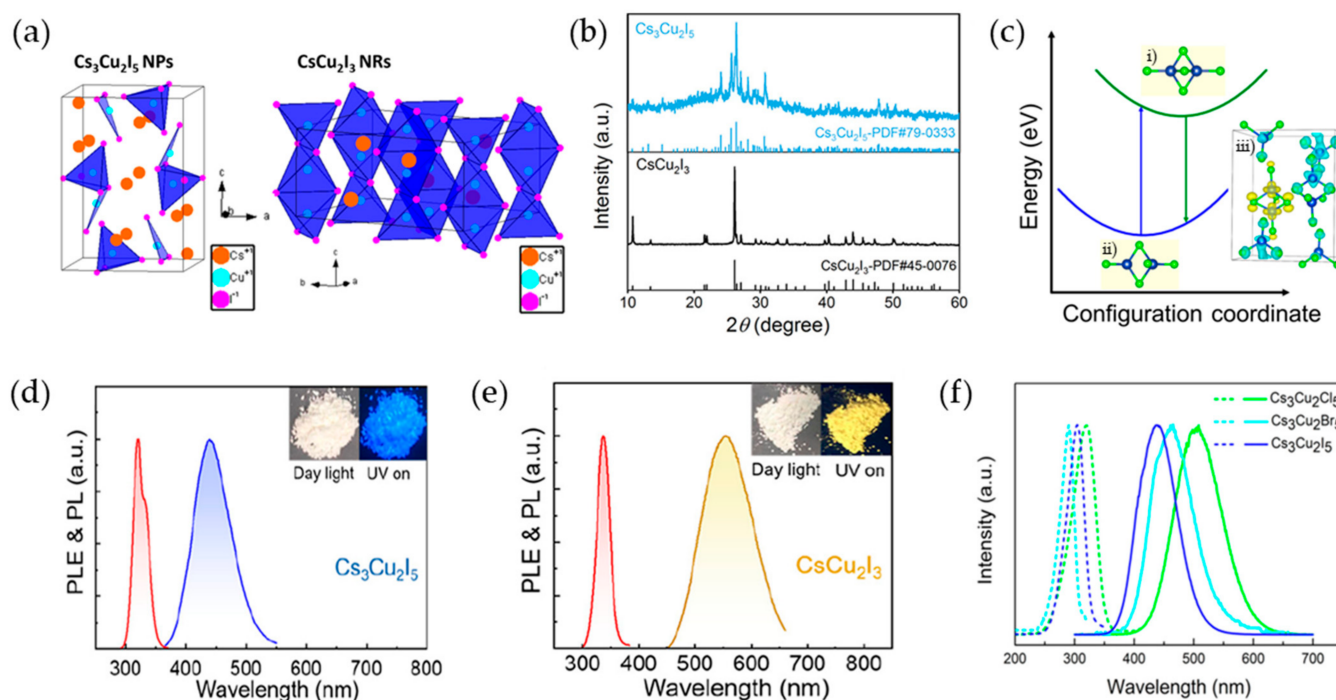 (a)
Cs₃Cu₂I₅ NPs
CsCu₂I₃ NRs
c
b
a
Cs⁺¹
Cu⁺¹
I⁻¹
c
b
a
Cs⁺¹
Cu⁺¹
I⁻¹
(b)
Intensity (a.u.)
Cs₃Cu₂I₅
Cs₃Cu₂I₅-PDF#79-0333
CsCu₂I₃
CsCu₂I₃-PDF#45-0076
10 20 30 40 50 60
2θ (degree)
(c)
Energy (eV)
i)
ii)
iii)
Configuration coordinate
(d)
PLE & PL (a.u.)
Day light UV on
Cs₃Cu₂I₅
300 400 500 600 700 800
Wavelength (nm)
(e)
PLE & PL (a.u.)
Day light UV on
CsCu₂I₃
300 400 500 600 700 800
Wavelength (nm)
(f)
Intensity (a.u.)
Cs₃Cu₂Cl₅
Cs₃Cu₂Br₅
Cs₃Cu₂I₅
200 300 400 500 600 700
Wavelength (nm)